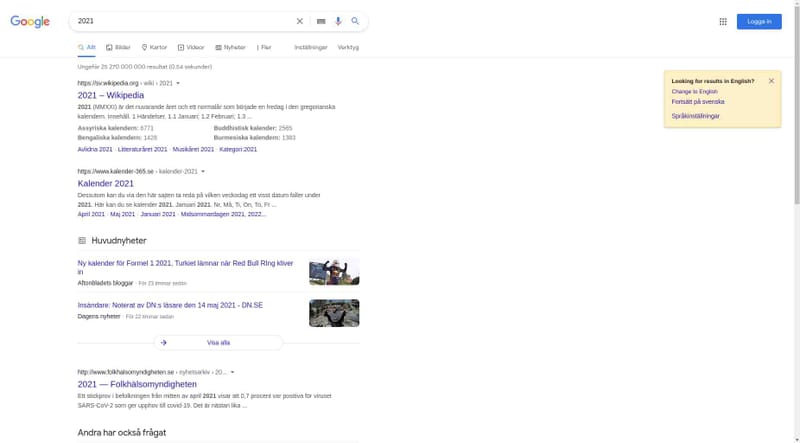 Google
2021
Logga in
Allt Bilder Kartor Videor Nyheter Fler Inställningar Verktyg
Ungefär 25 270 000 000 resultat (0,64 sekunder)
Looking for results in English?
Change to English
Fortsätt på svenska
Språkinställningar
https://sv.wikipedia.org › wiki › 2021
2021 – Wikipedia
2021 (MMXXI) är det nuvarande året och ett normalår som började en fredag i den gregorianska
kalendern. Innehåll. 1 Händelser. 1.1 Januari; 1.2 Februari; 1.3 ...
Assyriska kalendern: 6771 Buddhistisk kalender: 2565
Bengaliska kalendern: 1428 Burmesiska kalendern: 1383
Avlidna 2021 · Litteraturåret 2021 · Musikåret 2021 · Kategori:2021
https://www.kalender-365.se › kalender-2021
Kalender 2021
Dessutom kan du via den här sajten ta reda på vilken veckodag ett visst datum faller under
2021. Här kan du se kalender 2021. Januari 2021. Nr, Må, Ti, On, To, Fr ...
April 2021 · Maj 2021 · Januari 2021 · Midsommardagen 2021, 2022...
Huvudnyheter
Ny kalender för Formel 1 2021, Turkiet lämnar när Red Bull Ring kliver
in
Aftonbladets bloggar · För 23 timmar sedan
Insändare: Noterat av DN:s läsare den 14 maj 2021 - DN.SE
Dagens nyheter · För 22 timmar sedan
Visa alla
http://www.folkhalsomyndigheten.se › nyhetsarkiv › 20...
2021 — Folkhälsomyndigheten
Ett stickprov i befolkningen från mitten av april 2021 visar att 0,7 procent var positiva för viruset
SARS-CoV-2 som ger upphov till covid-19. Det är nästan lika ...
Andra har också frågat